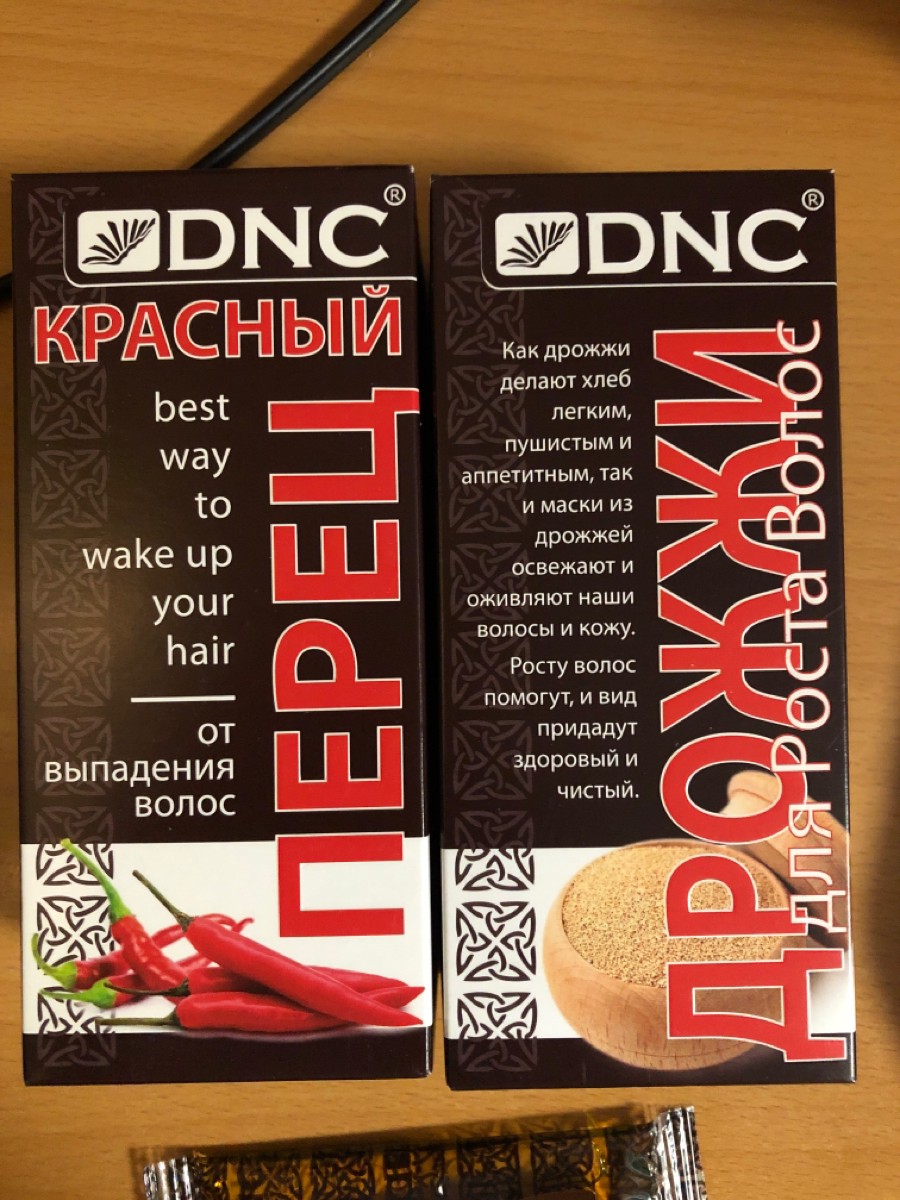 DNC®
КРАСНЫЙ
ПЕРЕЦ
best
way
to
wake up
your
hair
от
выпадения
волос
DNC®
Как дрожжи
делают хлеб
легким,
пушистым и
аппетитным, так
и маски из
дрожжей
освежают и
оживляют наши
волосы и кожу.
Росту волос
помогут, и вид
придадут
здоровый и
чистый.
ДРОЖЖИ
для Роста Волос